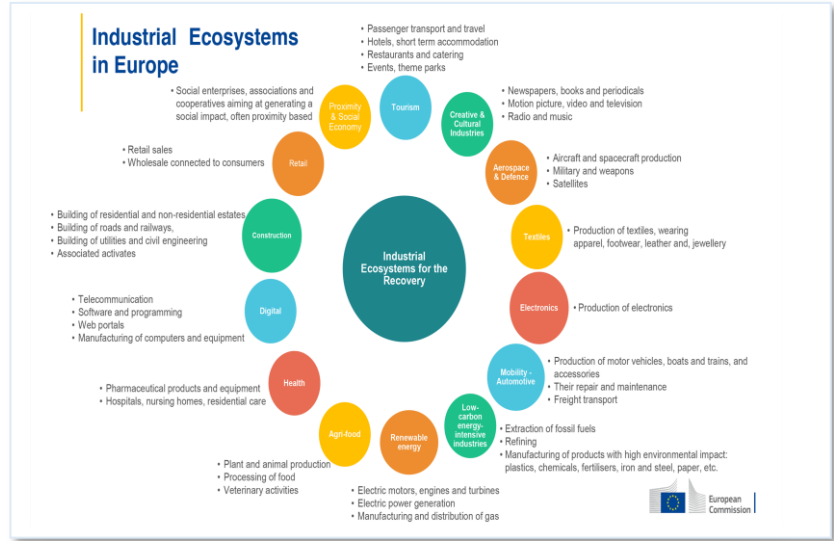 Industrial Ecosystems
in Europe
• Passenger transport and travel
• Hotels, short term accommodation
• Restaurants and catering
• Events, theme parks
Tourism
• Newspapers, books and periodicals
• Motion picture, video and television
• Radio and music
Creative &
Cultural
Industries
• Aircraft and spacecraft production
• Military and weapons
• Satellites
Aerospace
& Defence
• Production of textiles, wearing
apparel, footwear, leather and, jewellery
Textiles
• Production of electronics
Electronics
• Production of motor vehicles, boats and trains, and
accessories
• Their repair and maintenance
• Freight transport
Mobility -
Automotive
• Extraction of fossil fuels
• Refining
• Manufacturing of products with high environmental impact:
plastics, chemicals, fertilisers, iron and steel, paper, etc.
Low-
carbon
energy-
intensive
industries
Renewable
energy
• Electric motors, engines and turbines
• Electric power generation
• Manufacturing and distribution of gas
Agri-food
• Plant and animal production
• Processing of food
• Veterinary activities
Health
• Pharmaceutical products and equipment
• Hospitals, nursing homes, residential care
Digital
• Telecommunication
• Software and programming
• Web portals
• Manufacturing of computers and equipment
Construction
• Building of residential and non-residential estates
• Building of roads and railways,
• Building of utilities and civil engineering
• Associated activates
Retail
• Retail sales
• Wholesale connected to consumers
Proximity
& Social
Economy
• Social enterprises, associations and
cooperatives aiming at generating a
social impact, often proximity based
Industrial
Ecosystems for the
Recovery
European
Commission